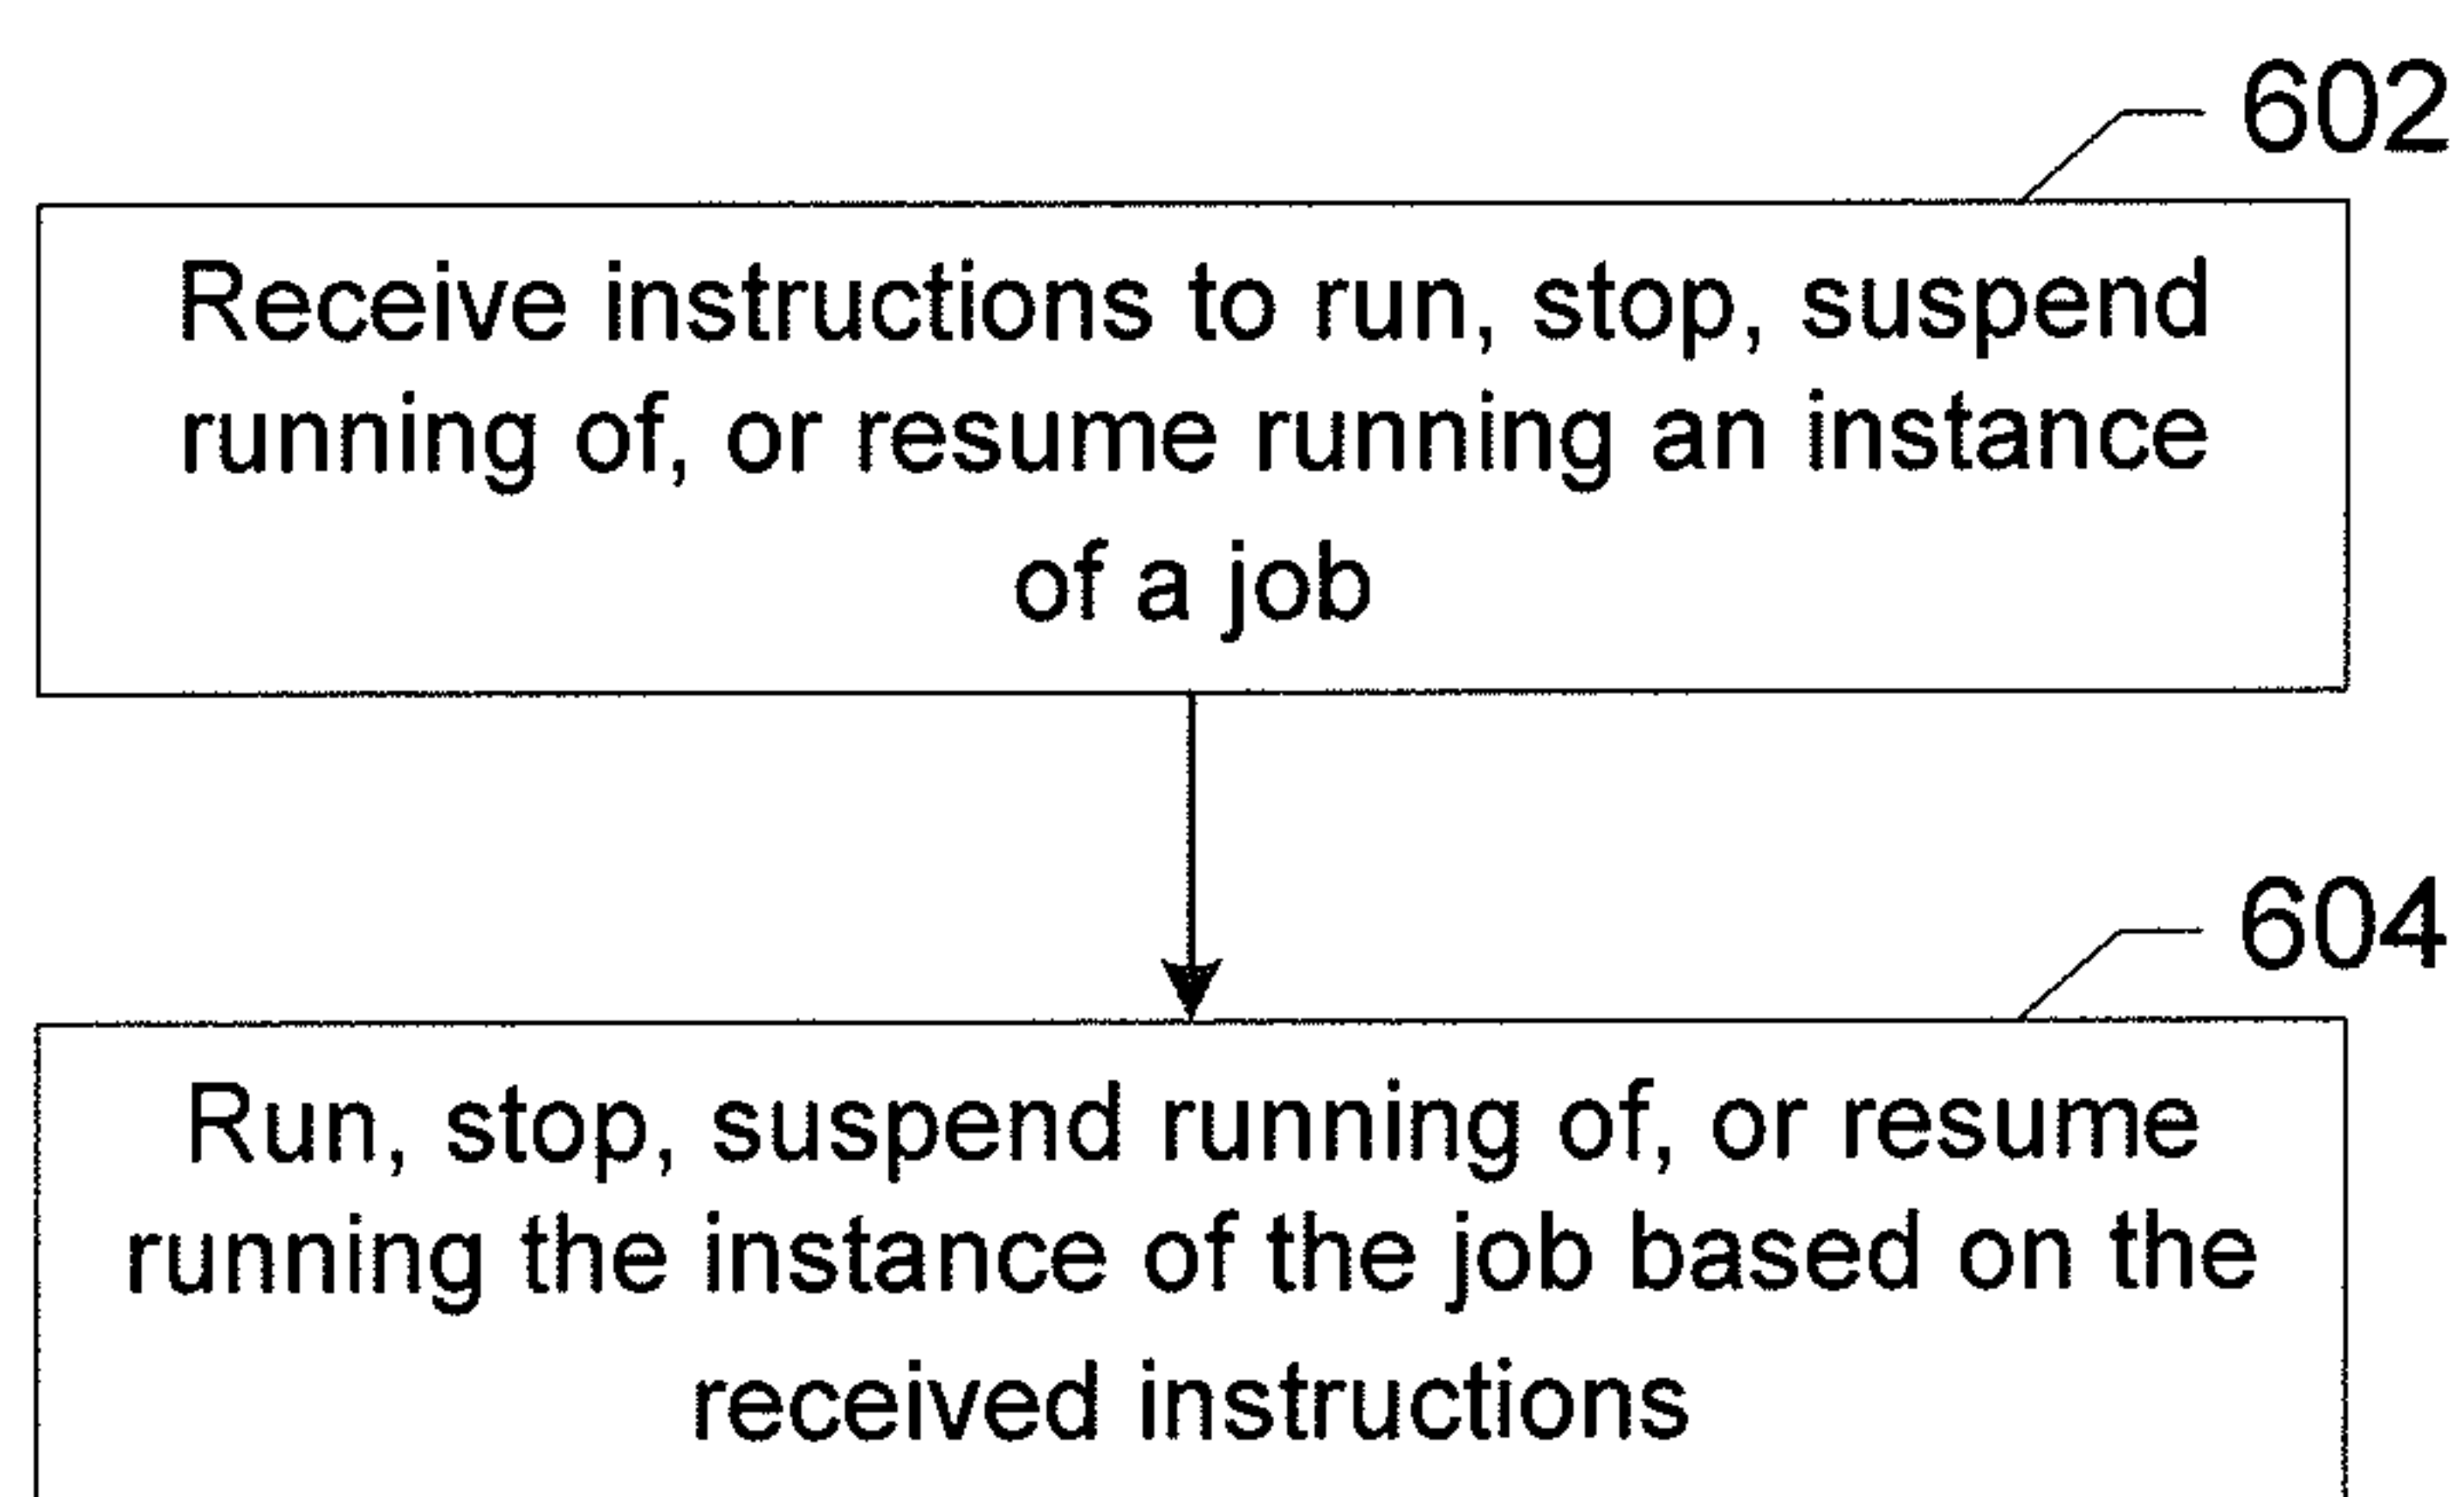 602
Receive instructions to run, stop, suspend
running of, or resume running an instance
of a job
604
Run, stop, suspend running of, or resume
running the instance of the job based on the
received instructions